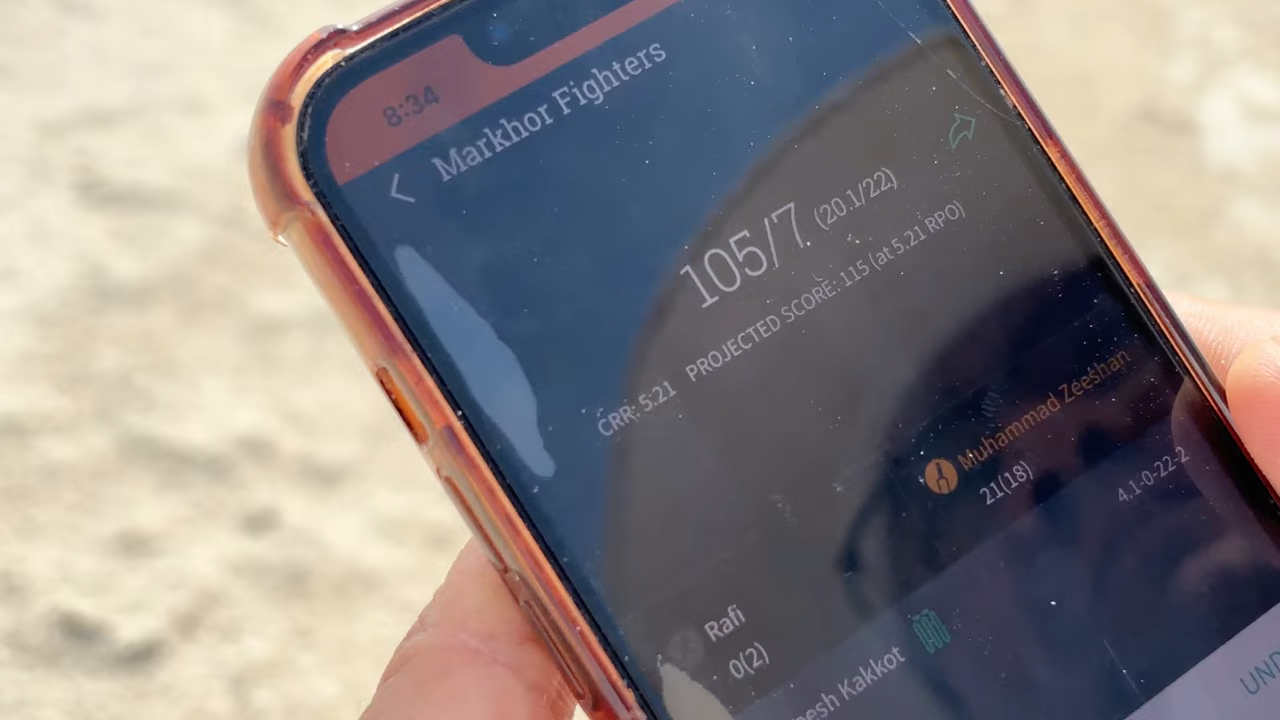 8:34
Markhor Fighters
105/7 (20.1/22)
CRR: 5.21 PROJECTED SCORE: 115 (at 5.21 RPO)
Muhammad Zeeshan
21(18)
Rafi
0(2)
Kakkot
4.1-0-22-2